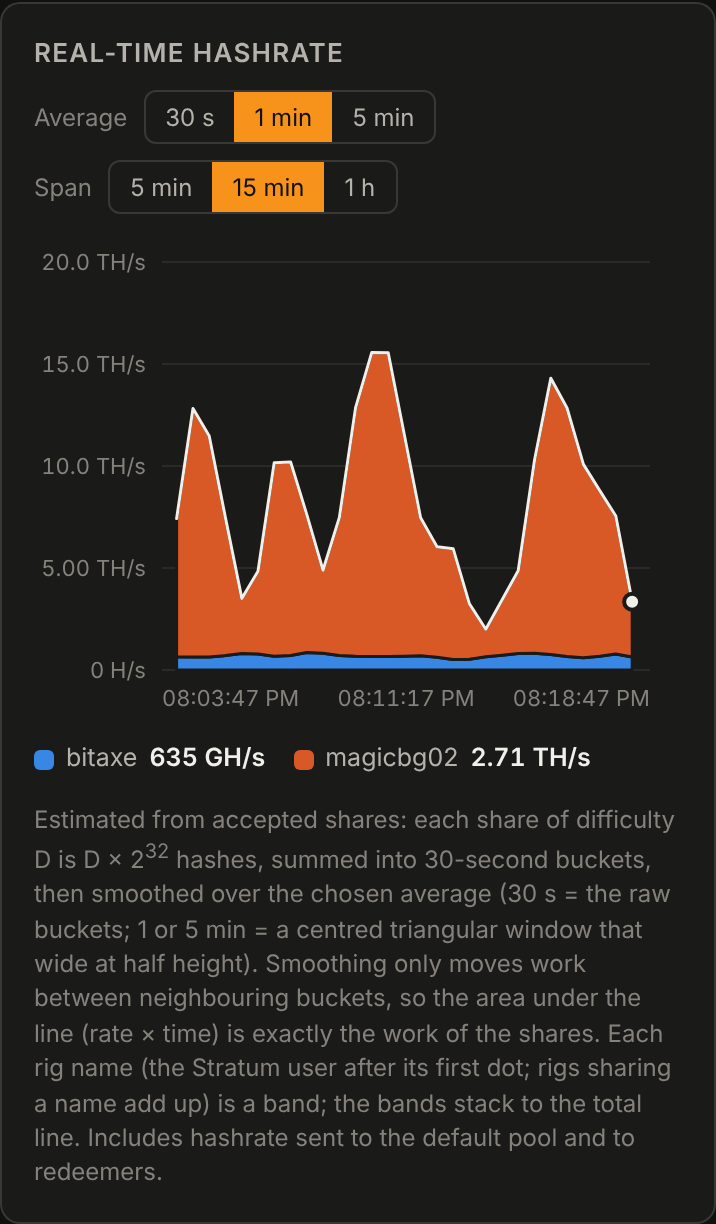 REAL-TIME HASHRATE
Average 30 s 1 min 5 min
Span 5 min 15 min 1 h
20.0 TH/s
15.0 TH/s
10.0 TH/s
5.00 TH/s
0 H/s
08:03:47 PM 08:11:17 PM 08:18:47 PM
bitaxe 635 GH/s magicbg02 2.71 TH/s
Estimated from accepted shares: each share of difficulty
D is D × 2³² hashes, summed into 30-second buckets,
then smoothed over the chosen average (30 s = the raw
buckets; 1 or 5 min = a centred triangular window that
wide at half height). Smoothing only moves work
between neighbouring buckets, so the area under the
line (rate × time) is exactly the work of the shares. Each
rig name (the Stratum user after its first dot; rigs sharing
a name add up) is a band; the bands stack to the total
line. Includes hashrate sent to the default pool and to
redeemers.